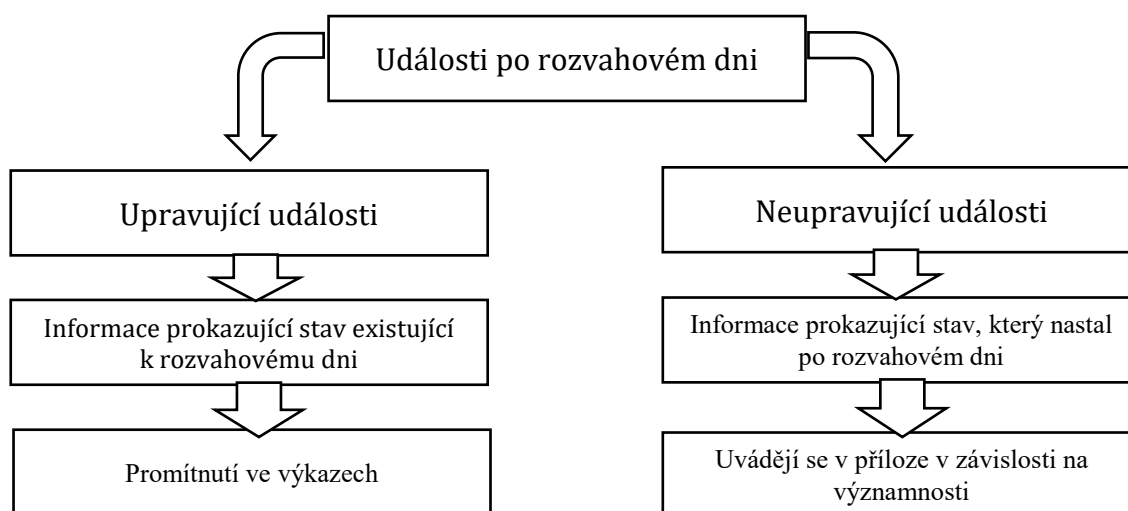 Události po rozvahovém dni
Upravující události
Neupravující události
Informace prokazující stav existující
k rozvahovému dni
Informace prokazující stav, který nastal
po rozvahovém dni
Promítnutí ve výkazech
Uvádějí se v příloze v závislosti na
významnosti